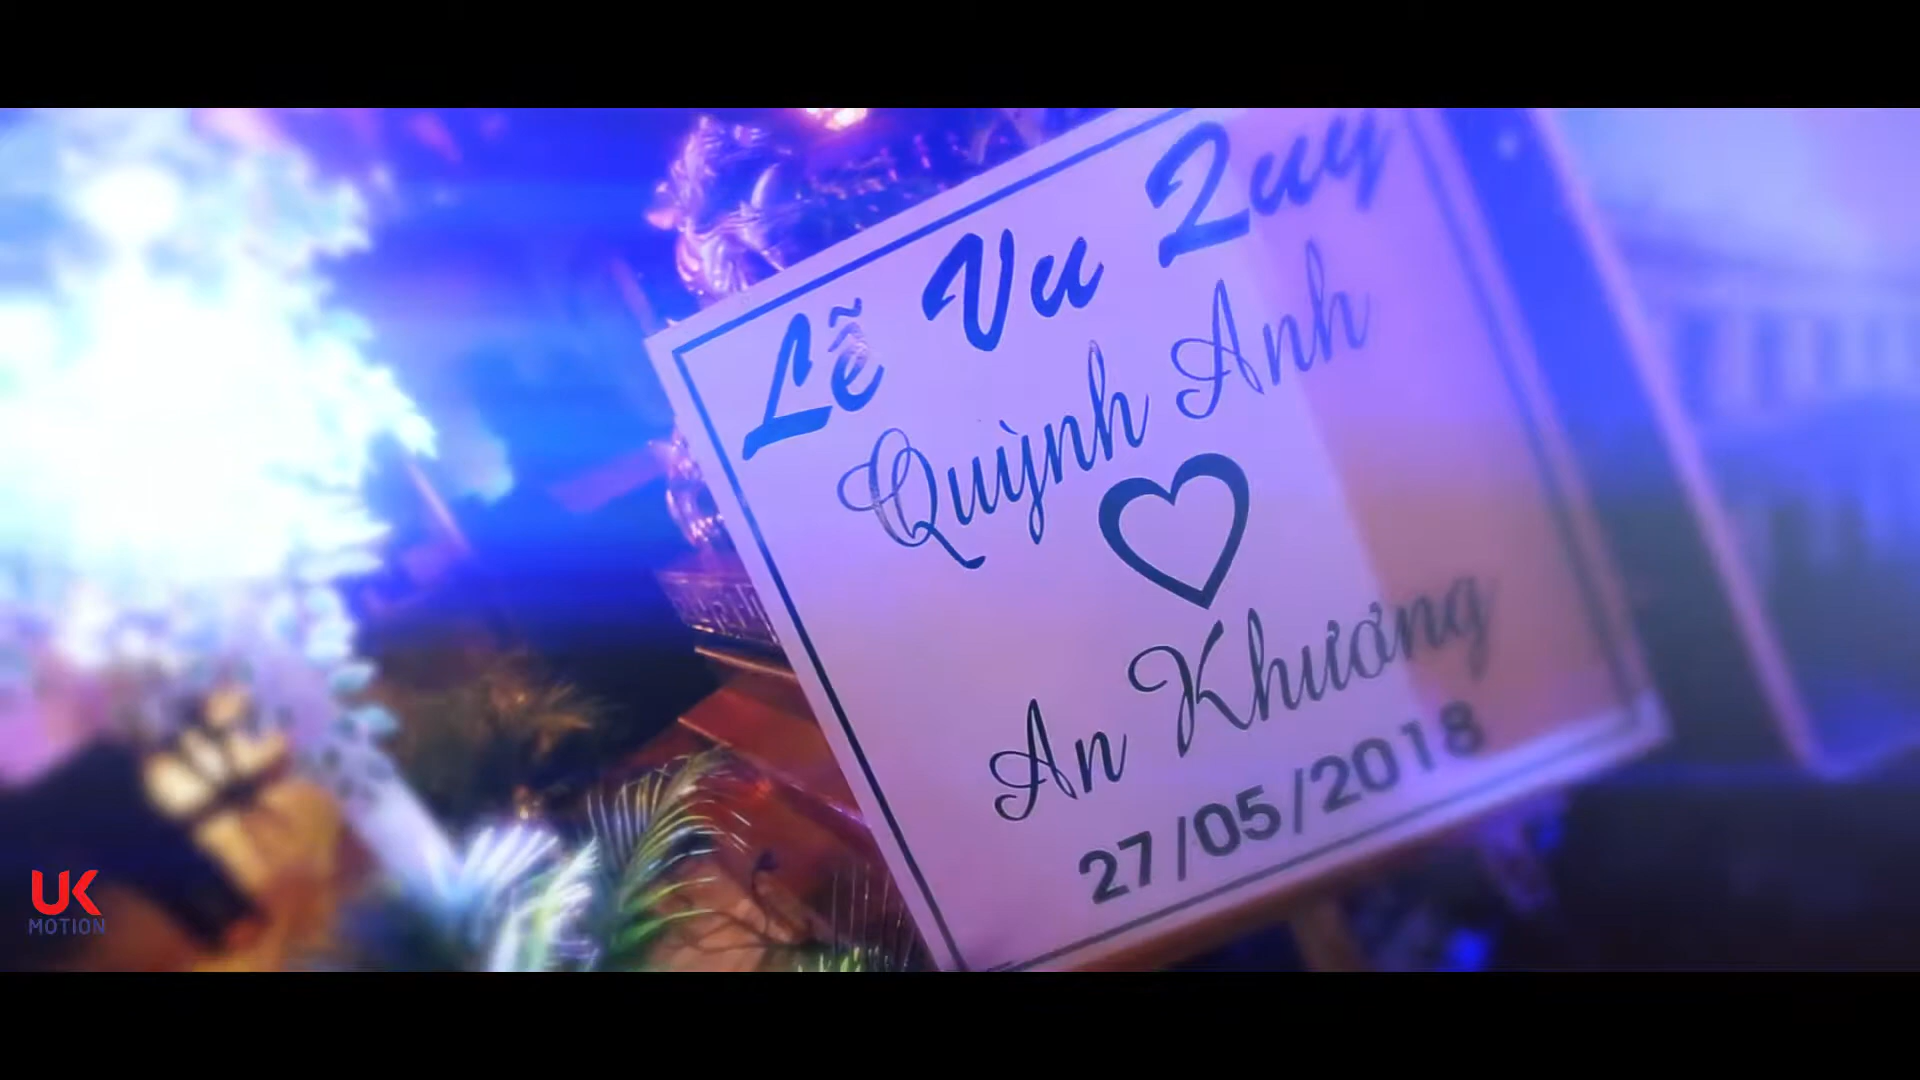 Lễ Vu Quy
Quỳnh Anh
An Khương
27/05/2018
UK
MOTION